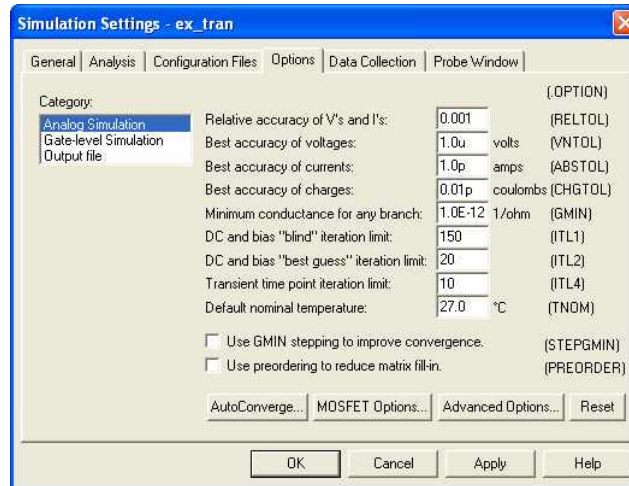 Simulation Settings - ex_tran
General Analysis Configuration Files Options Data Collection Probe Window
(.OPTION)
Category:
Analog Simulation
Gate-level Simulation
Output file
Relative accuracy of V's and I's: 0.001 (RELTOL)
Best accuracy of voltages: 1.0u volts (VNTOL)
Best accuracy of currents: 1.0p amps (ABSTOL)
Best accuracy of charges: 0.01p coulombs (CHGTOL)
Minimum conductance for any branch: 1.0E-12 1/ohm (GMIN)
DC and bias "blind" iteration limit: 150 (ITL1)
DC and bias "best guess" iteration limit: 20 (ITL2)
Transient time point iteration limit: 10 (ITL4)
Default nominal temperature: 27.0 °C (TNOM)
Use GMIN stepping to improve convergence. (STEPGMIN)
Use preordering to reduce matrix fill-in. (PREORDER)
AutoConverge... MOSFET Options... Advanced Options... Reset
OK Cancel Apply Help